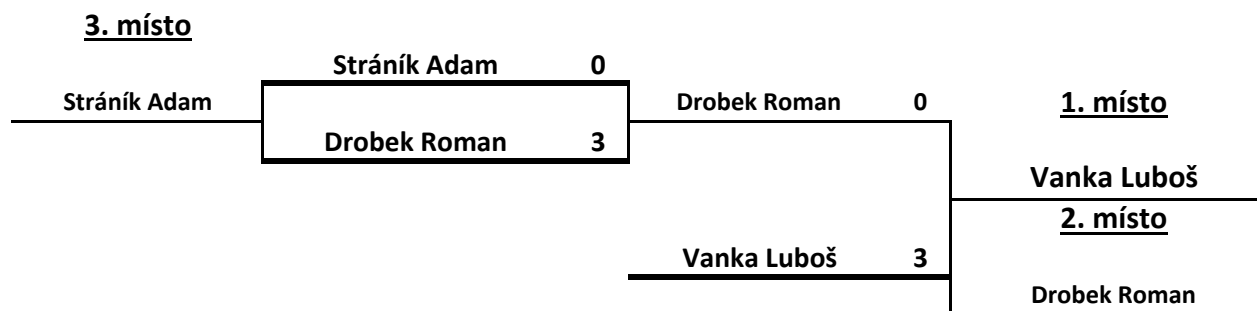 3. místo
Stráník Adam 0
Stráník Adam
Drobek Roman 0
1. místo
Drobek Roman 3
Vanka Luboš
2. místo
Vanka Luboš 3
Drobek Roman